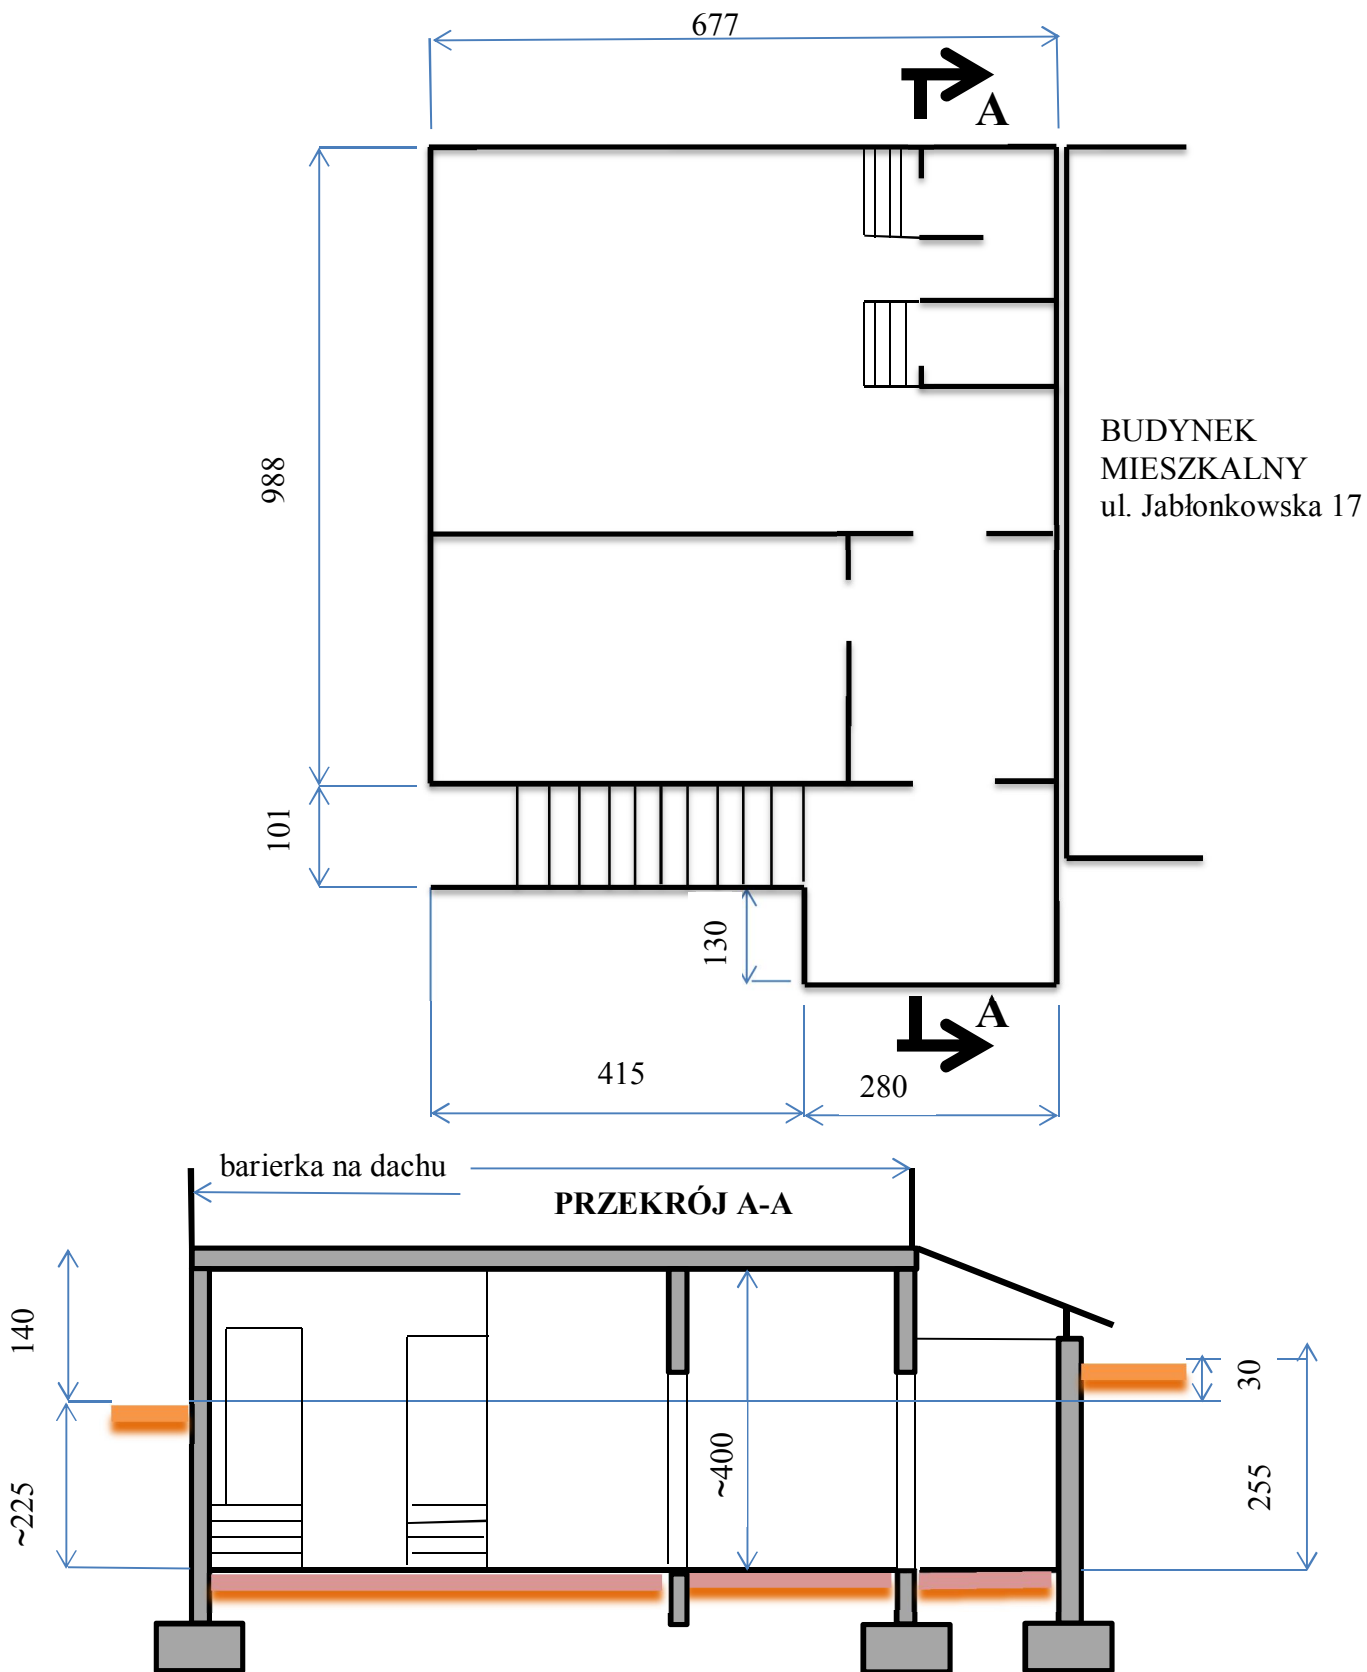 677
A
988
BUDYNEK
MIESZKALNY
ul. Jabłonkowska 17
101
130
A
415
280
barierka na dachu
PRZEKRÓJ A-A
140
30
~400
255
~225